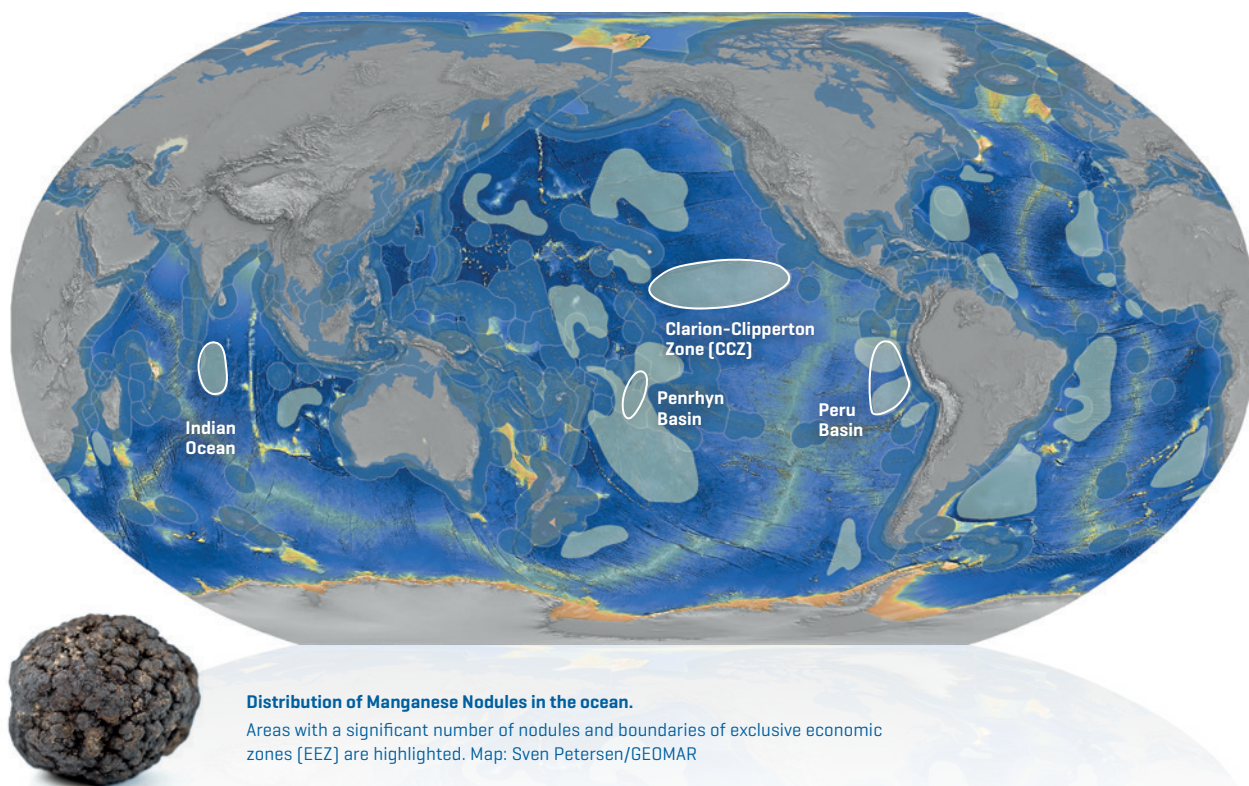 Clarion-Clipperton
Zone (CCZ)
Penrhyn
Basin
Peru
Basin
Indian
Ocean
Distribution of Manganese Nodules in the ocean.
Areas with a significant number of nodules and boundaries of exclusive economic
zones (EEZ) are highlighted. Map: Sven Petersen/GEOMAR